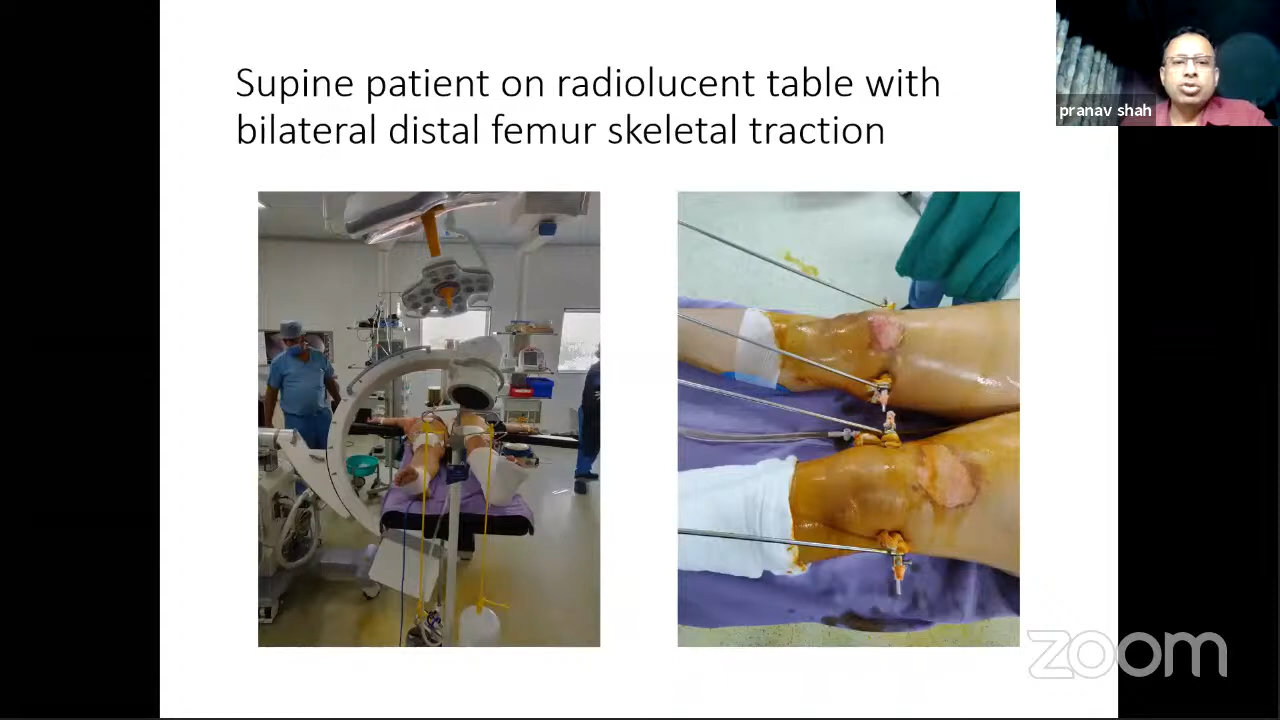 Supine patient on radiolucent table with
bilateral distal femur skeletal traction
pranav shah
zoom